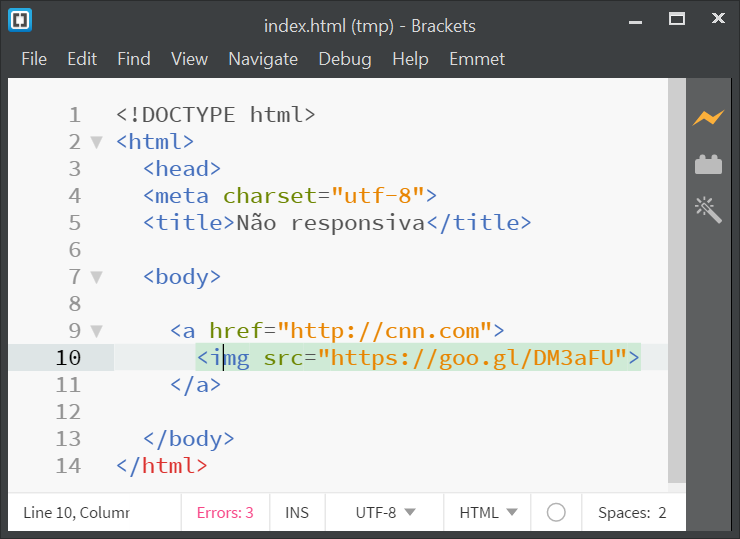 index.html (tmp) - Brackets
File Edit Find View Navigate Debug Help Emmet
1 <!DOCTYPE html>
2 <html>
3 <head>
4 <meta charset="utf-8">
5 <title>Não responsiva</title>
6
7 <body>
8
9 <a href="http://cnn.com">
10 <img src="https://goo.gl/DM3aFU">
11 </a>
12
13 </body>
14 </html>
Line 10, Colum Errors: 3 INS UTF-8 HTML Spaces: 2